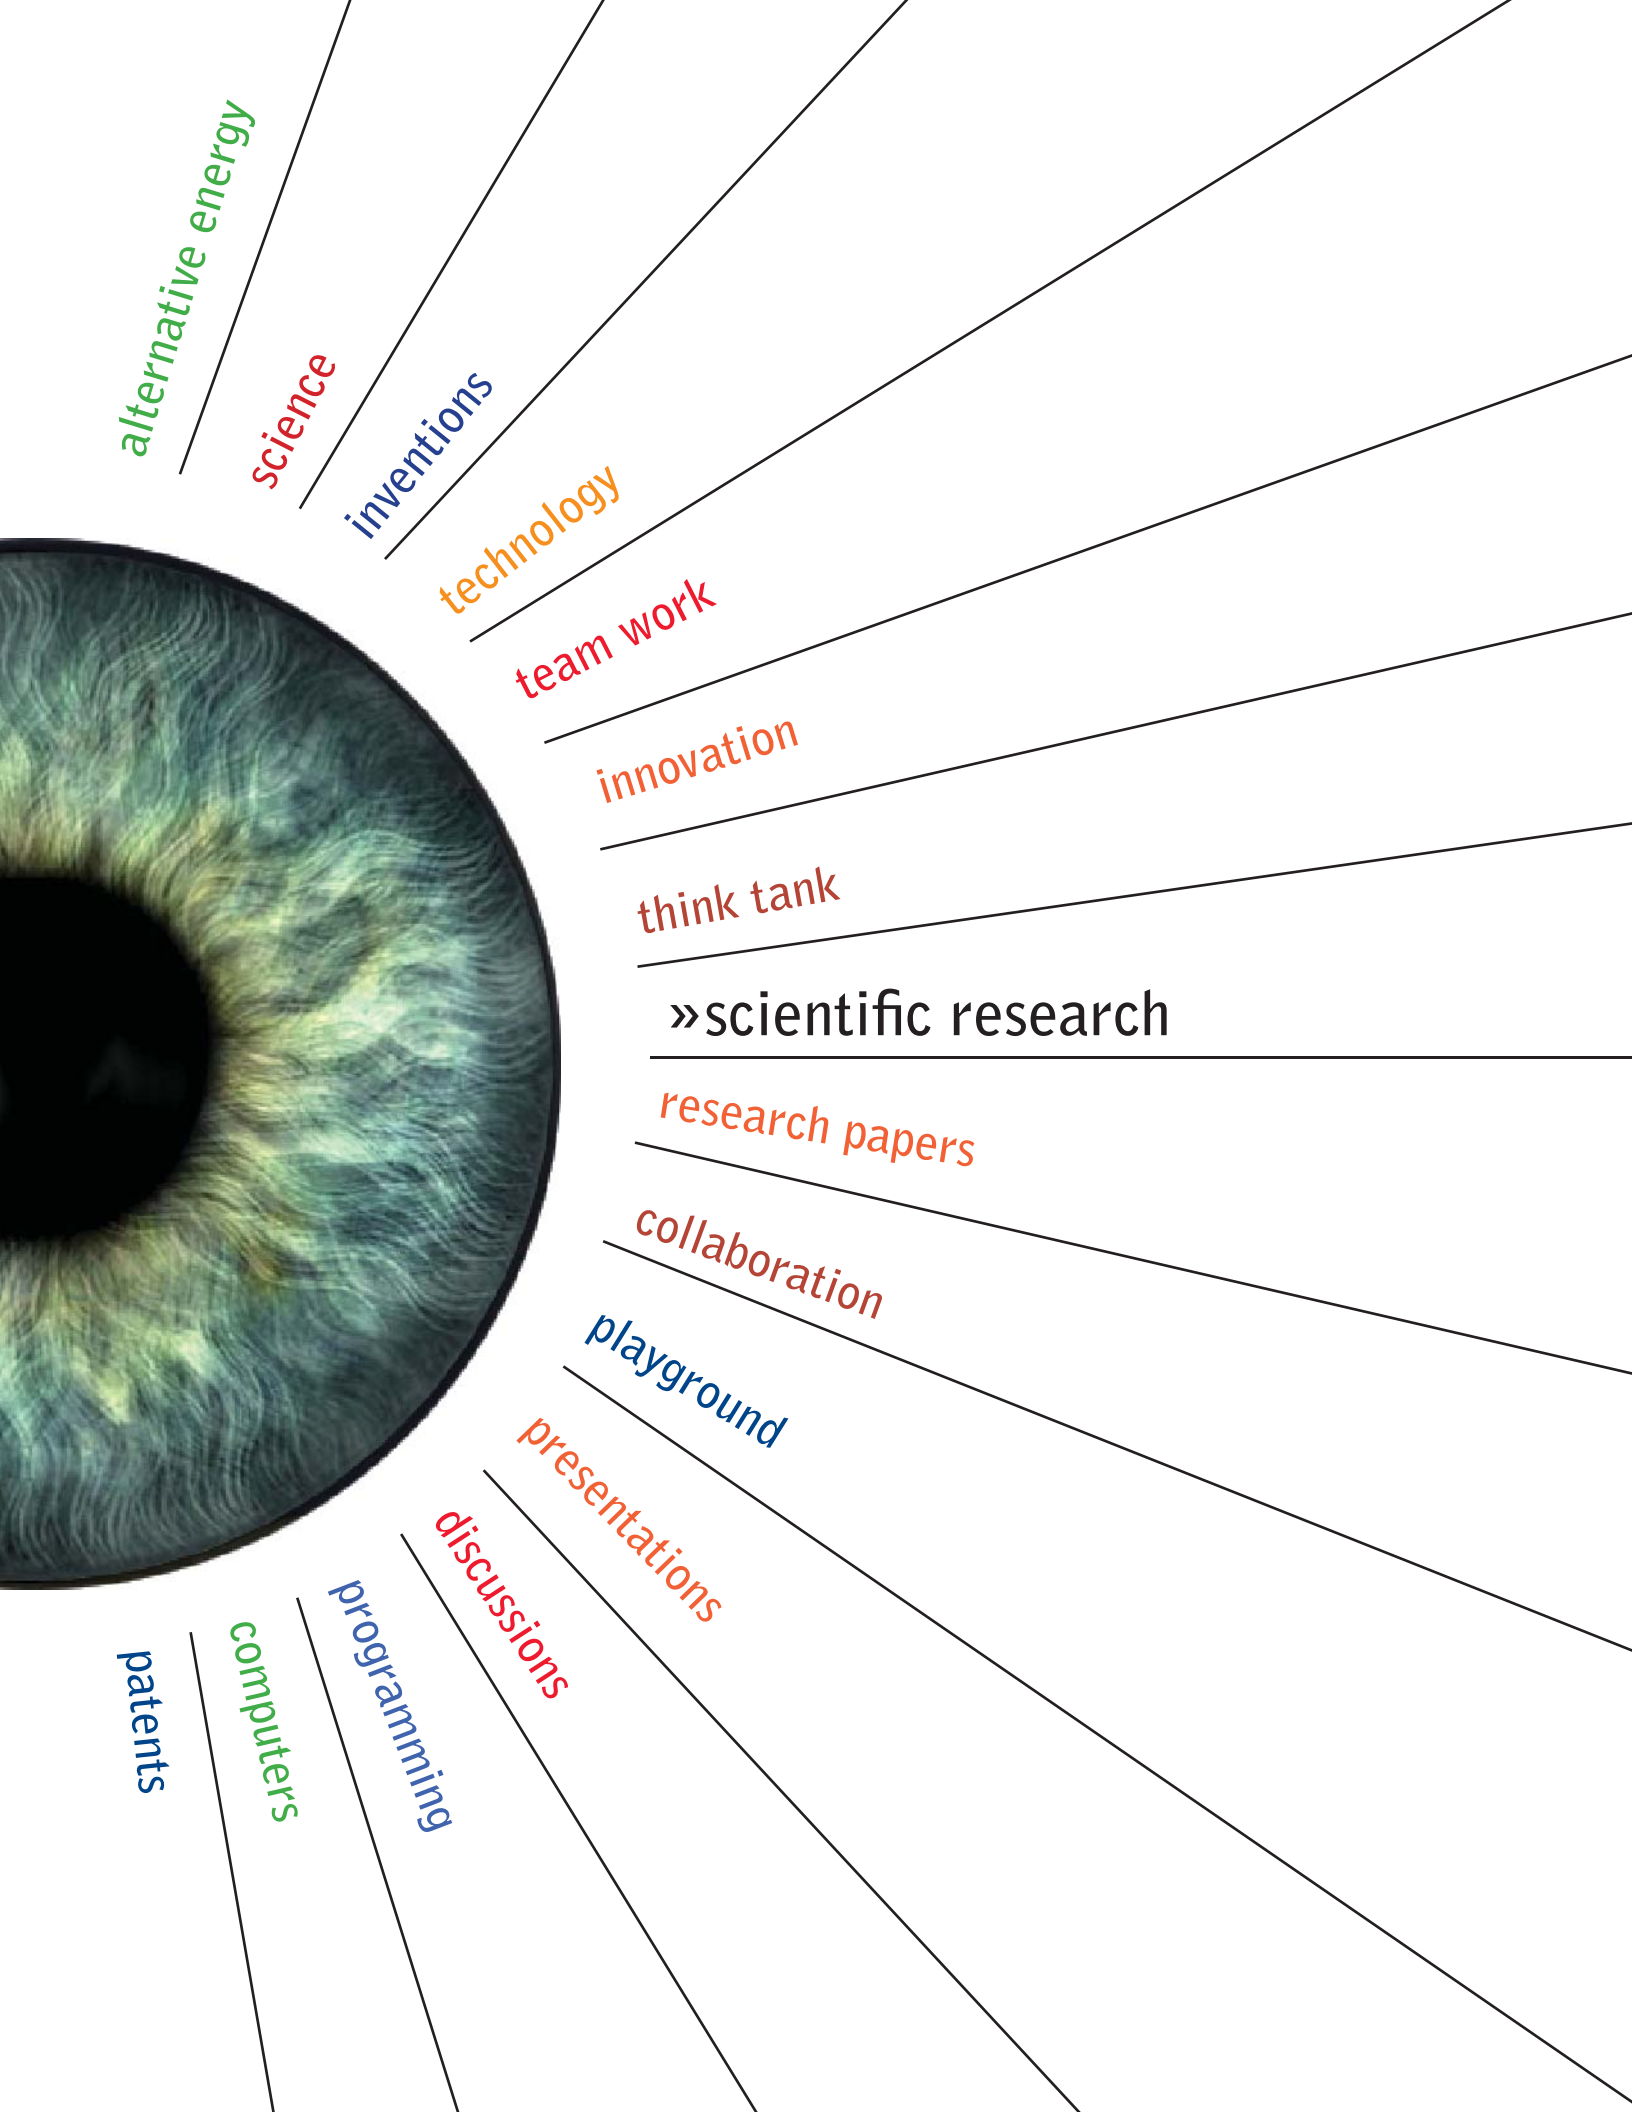 alternative energy
science
inventions
technology
team work
innovation
think tank
»scientific research
research papers
collaboration
playground
presentations
discussions
programming
computers
patents